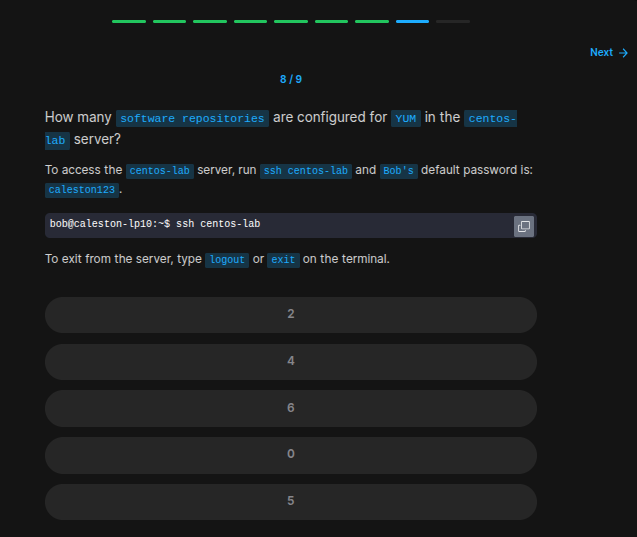 Next →
8 / 9
How many software repositories are configured for YUM in the centos-
lab server?
To access the centos-lab server, run ssh centos-lab and Bob's default password is:
caleston123.
bob@caleston-lp10:~$ ssh centos-lab
To exit from the server, type logout or exit on the terminal.
2
4
6
0
5